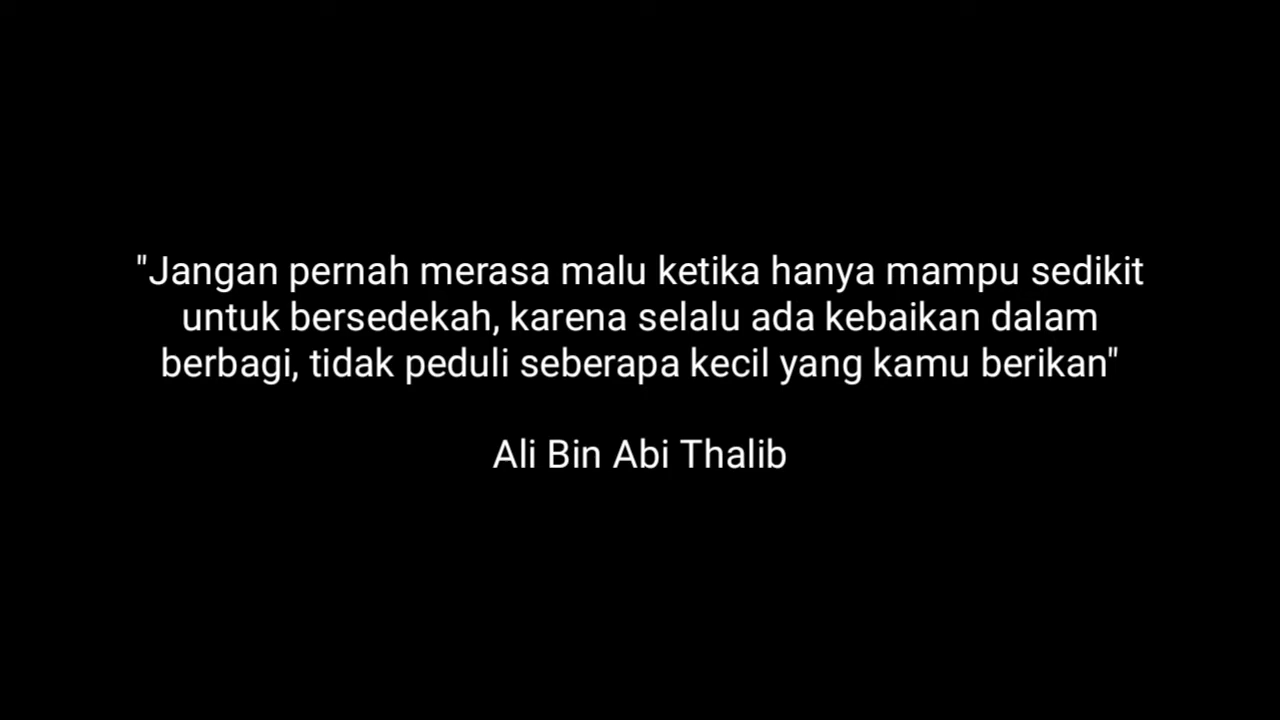 "Jangan pernah merasa malu ketika hanya mampu sedikit
untuk bersedekah, karena selalu ada kebaikan dalam
berbagi, tidak peduli seberapa kecil yang kamu berikan"
Ali Bin Abi Thalib